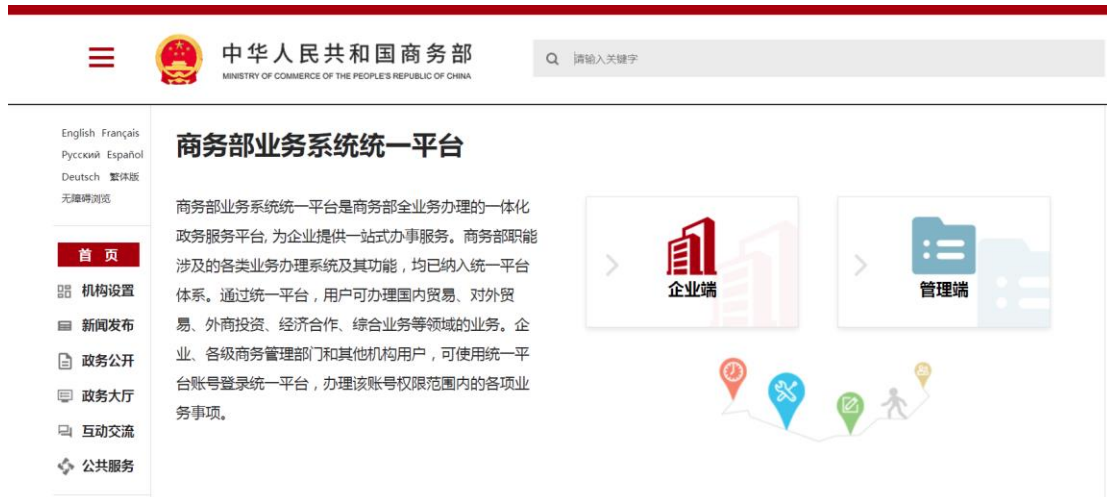 中华人民共和国商务部
MINISTRY OF COMMERCE OF THE PEOPLE'S REPUBLIC OF CHINA
请输入关键字
English Français
Русский Español
Deutsch 繁体版
无障碍浏览
首 页
机构设置
新闻发布
政务公开
政务大厅
互动交流
公共服务
商务部业务系统统一平台
商务部业务系统统一平台是商务部全业务办理的一体化
政务服务平台, 为企业提供一站式办事服务。商务部职能
涉及的各类业务办理系统及其功能，均已纳入统一平台
体系。通过统一平台，用户可办理国内贸易、对外贸
易、外商投资、经济合作、综合业务等领域的业务。企
业、各级商务管理部门和其他机构用户，可使用统一平
台账号登录统一平台，办理该账号权限范围内的各项业
务事项。
企业端
管理端